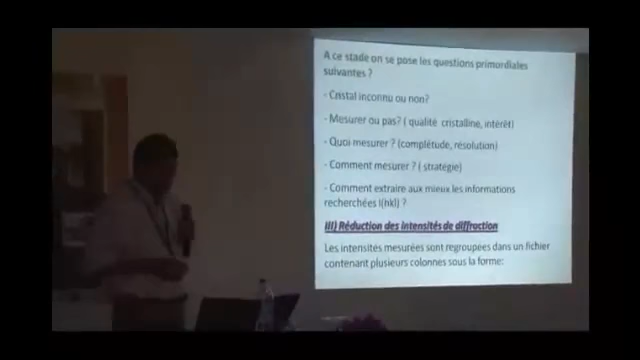 A ce stade on se pose les questions primordiales
suivantes ?
- Cristal inconnu ou non?
- Mesurer ou pas? ( qualité cristalline, intérêt)
- Quoi mesurer ? (complétude, résolution)
- Comment mesurer ? ( stratégie)
- Comment extraire aux mieux les informations
recherchées I(hkl) ?
III) Réduction des intensités de diffraction
Les intensités mesurées sont regroupées dans un fichier
contenant plusieurs colonnes sous la forme: